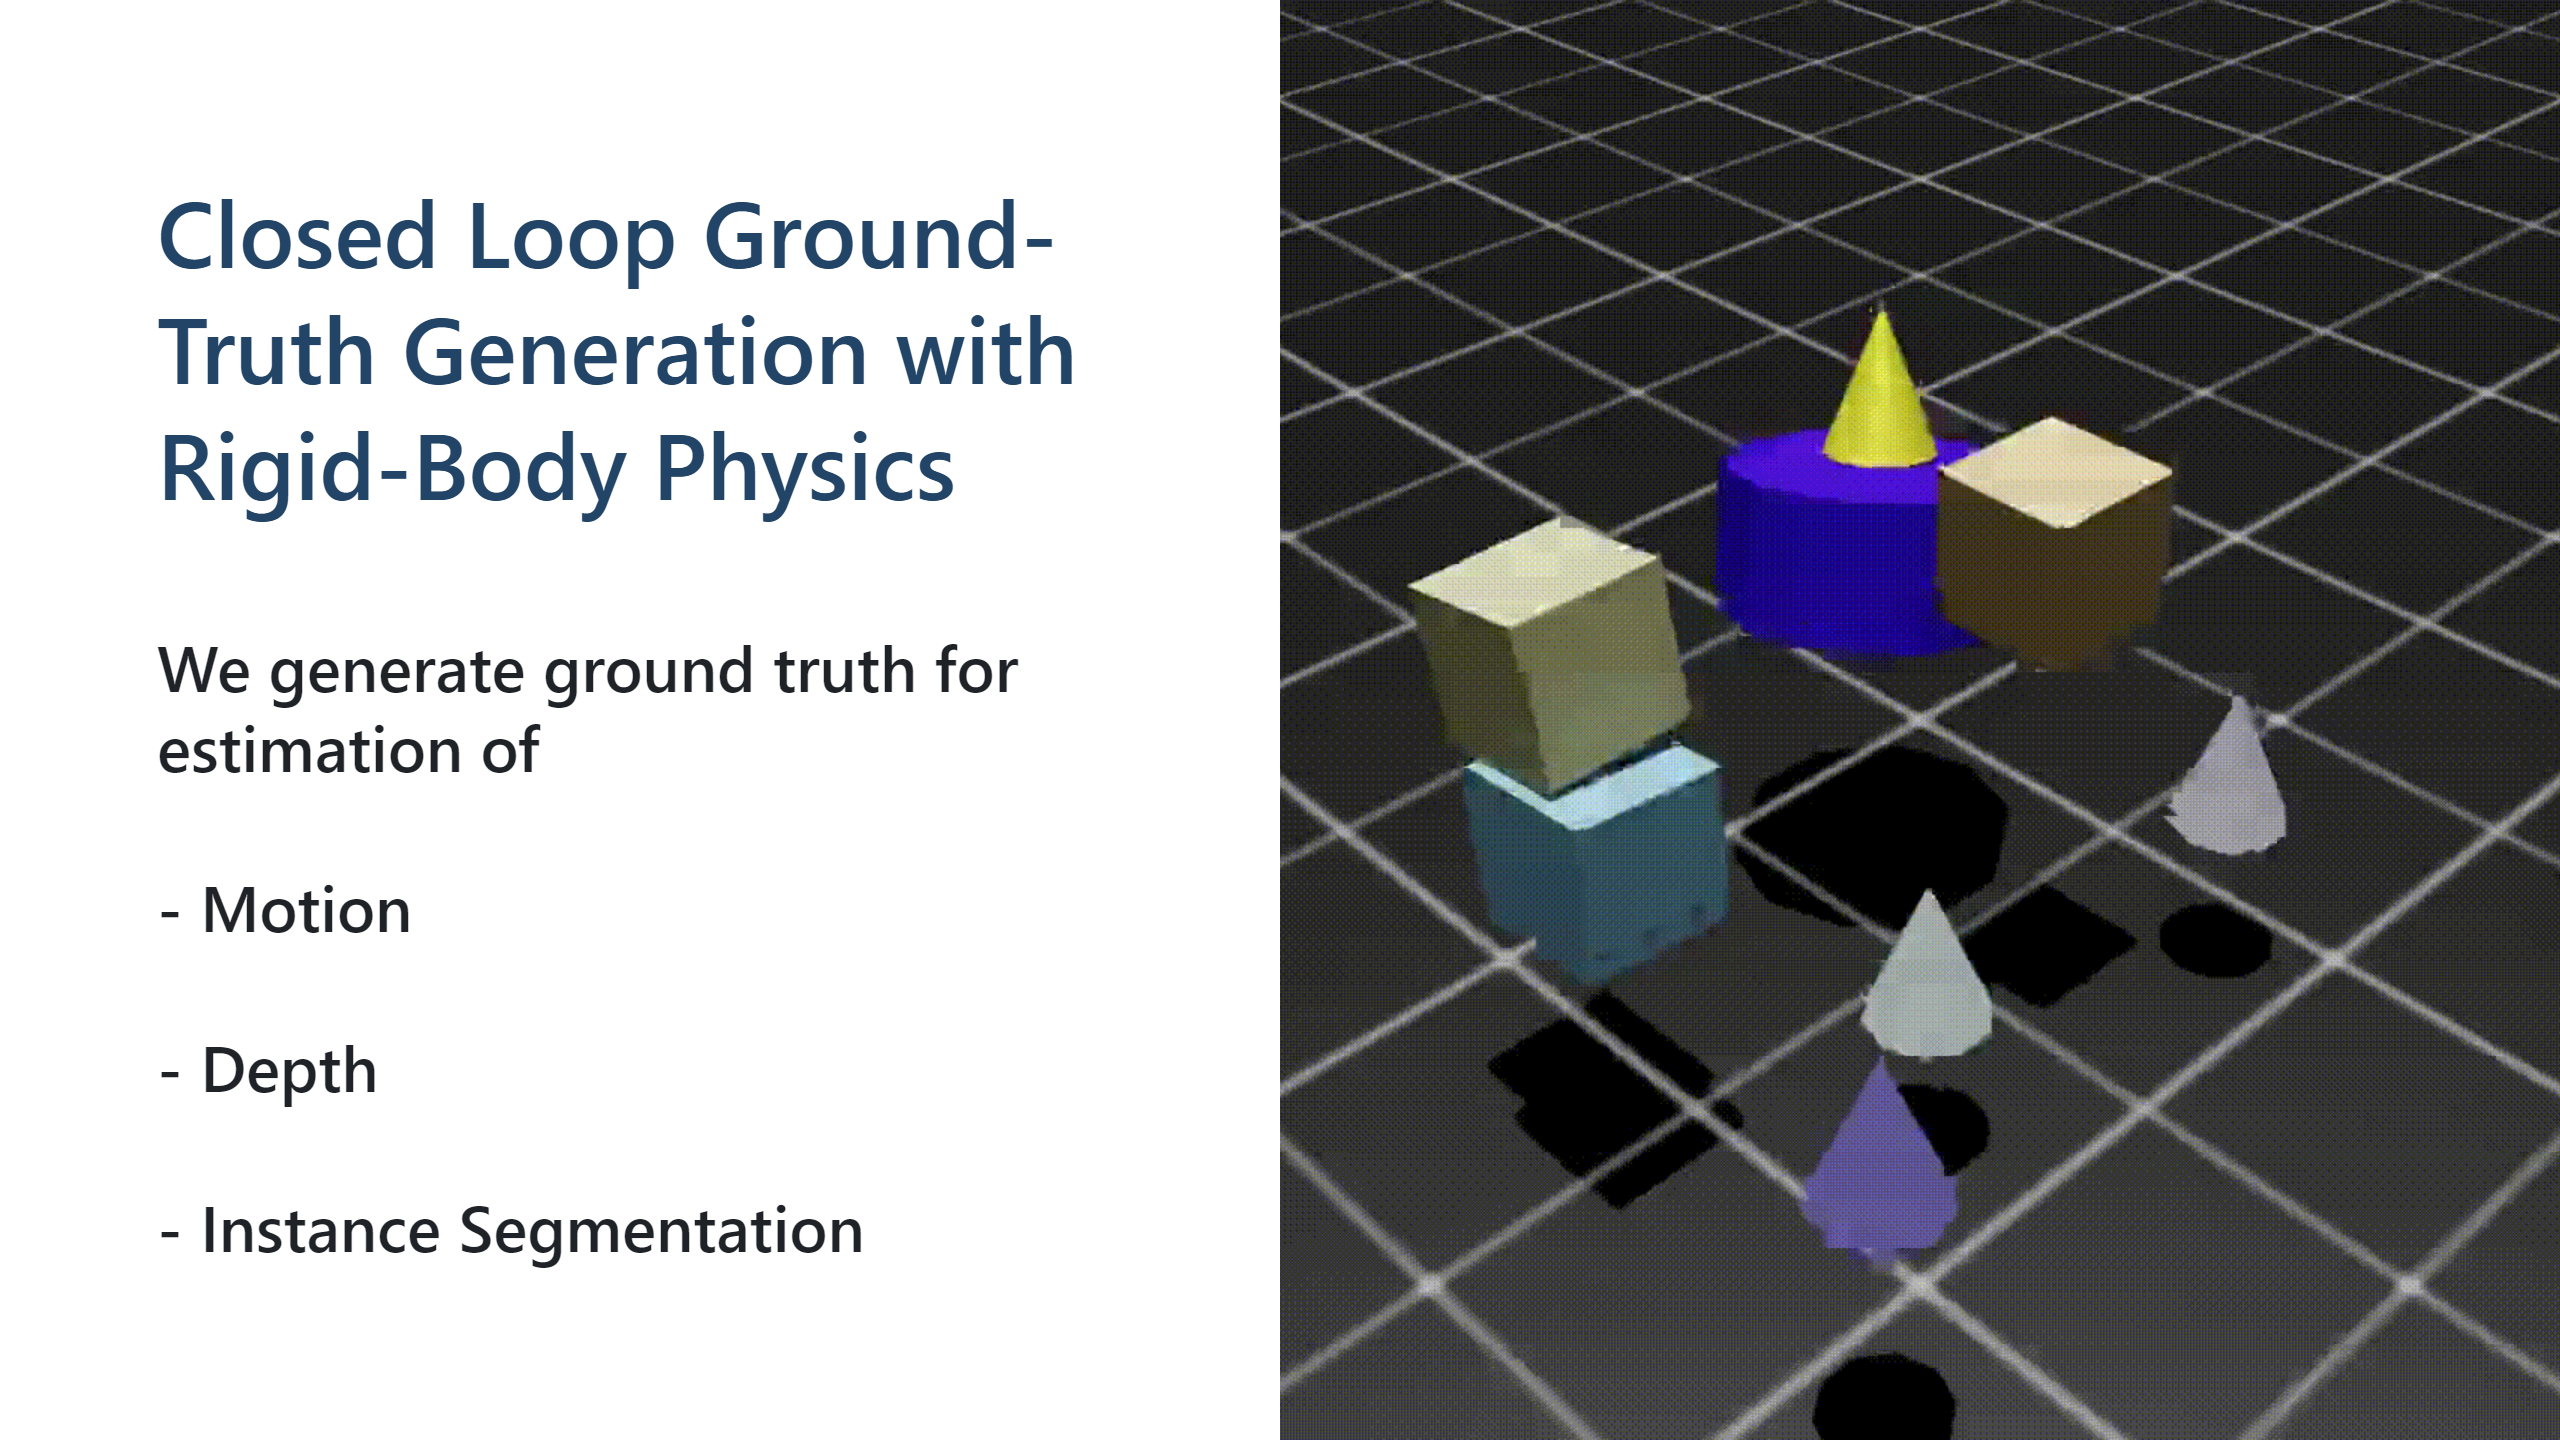 Closed Loop Ground-
Truth Generation with
Rigid-Body Physics
We generate ground truth for
estimation of
- Motion
- Depth
- Instance Segmentation